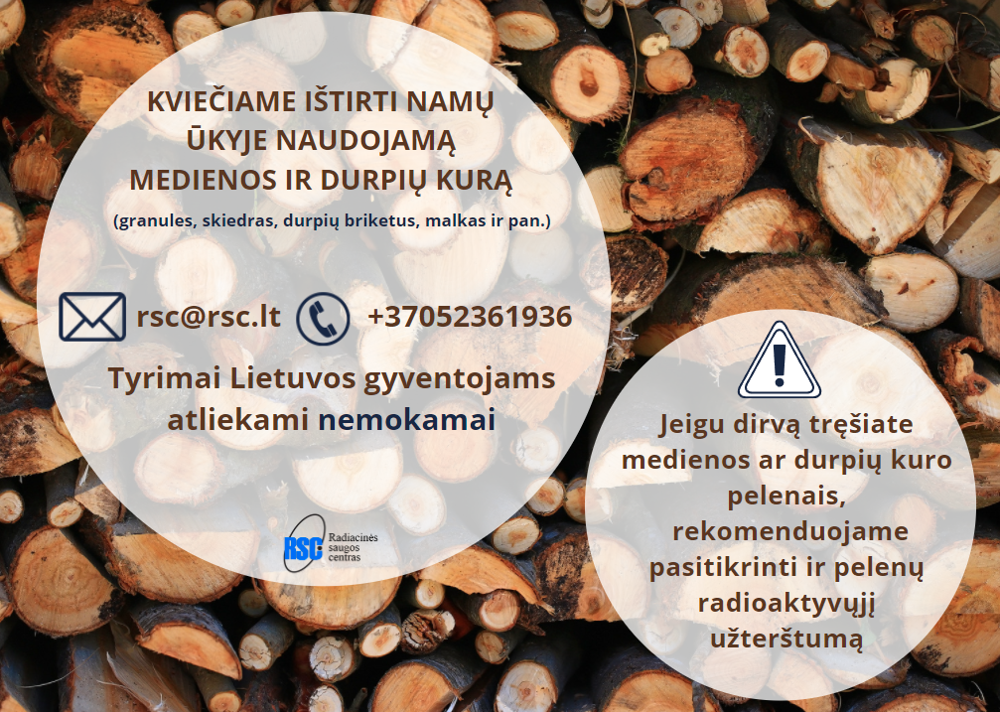 KVIEČIAME IŠTIRTI NAMŲ
ŪKYJE NAUDOJAMĄ
MEDIENOS IR DURPIŲ KURĄ
(granules, skiedras, durpių briketus, malkas ir pan.)
rsc@rsc.lt +37052361936
Tyrimai Lietuvos gyventojams
atliekami nemokamai
RSC Radiacinės
saugos
centras
Jeigu dirvą tręšiate
medienos ar durpių kuro
pelenais,
rekomenduojame
pasitikrinti ir pelenų
radioaktyvųjį
užterštumą